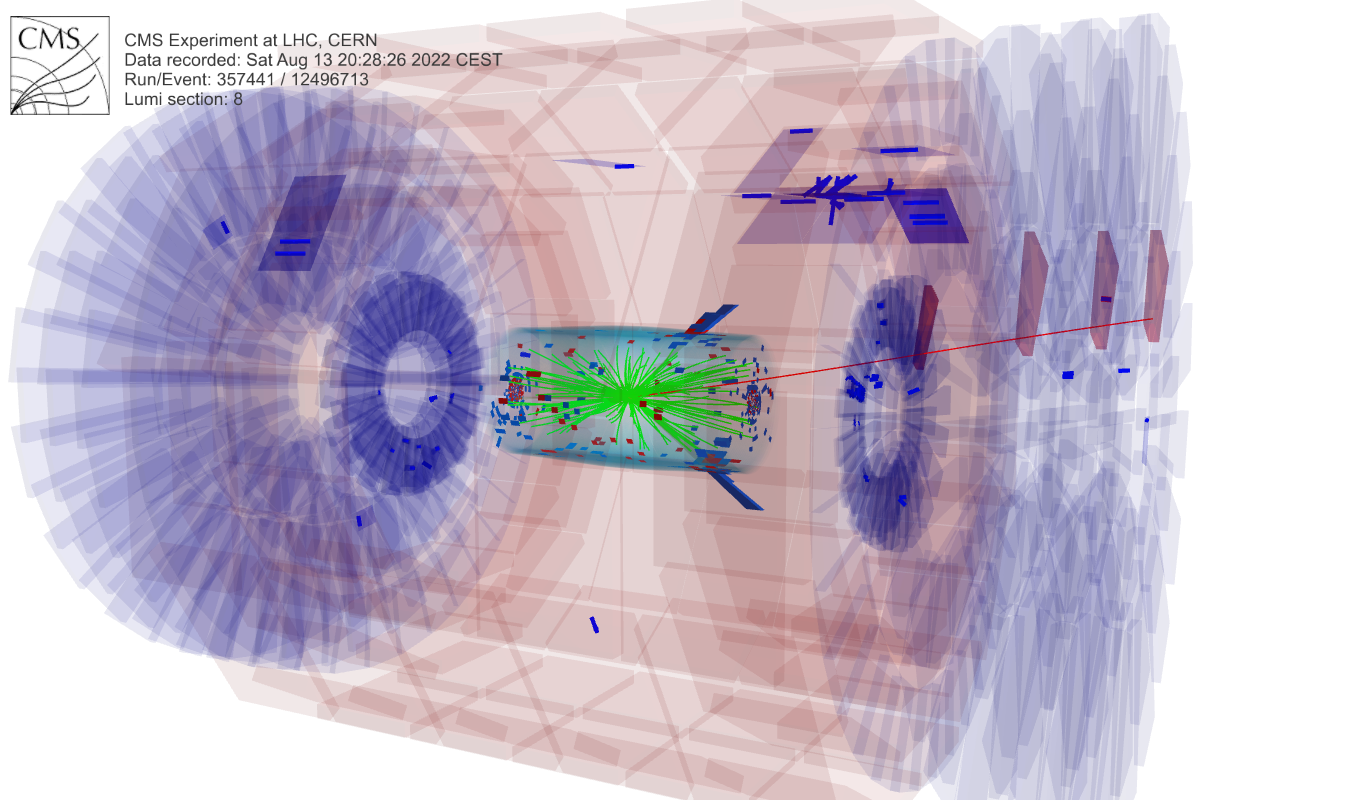 CMS
CMS Experiment at LHC, CERN
Data recorded: Sat Aug 13 20:28:26 2022 CEST
Run/Event: 357441 / 12496713
Lumi section: 8